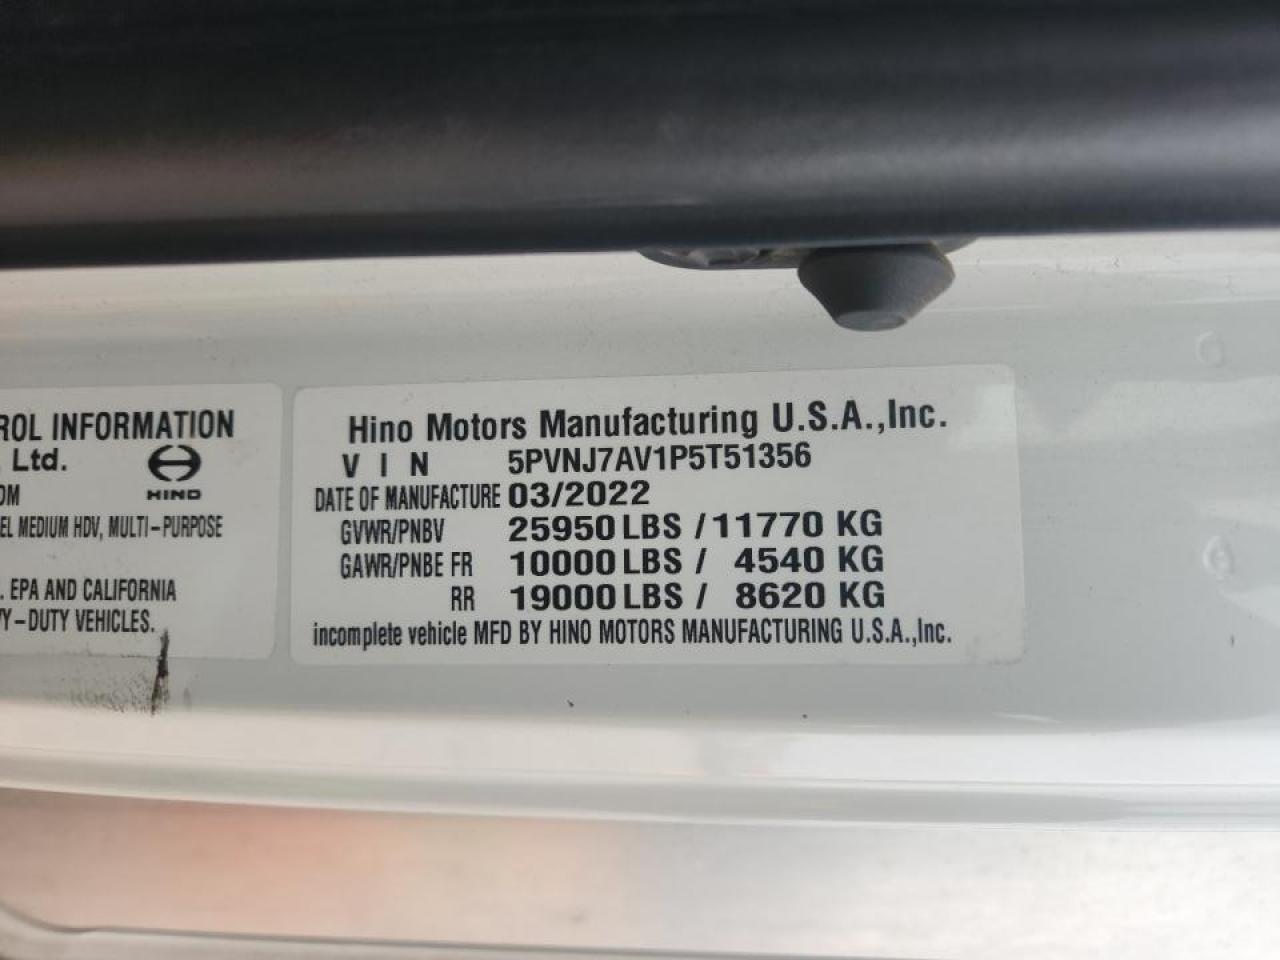 ROL INFORMATION
Ltd.
HINO
OM
EL MEDIUM HDV, MULTI-PURPOSE
. EPA AND CALIFORNIA
Y-DUTY VEHICLES.
Hino Motors Manufacturing U.S.A.,Inc.
VIN 5PVNJ7AV1P5T51356
DATE OF MANUFACTURE 03/2022
GVWR/PNBV 25950 LBS / 11770 KG
GAWR/PNBE FR 10000 LBS / 4540 KG
RR 19000 LBS / 8620 KG
incomplete vehicle MFD BY HINO MOTORS MANUFACTURING U.S.A.,Inc.